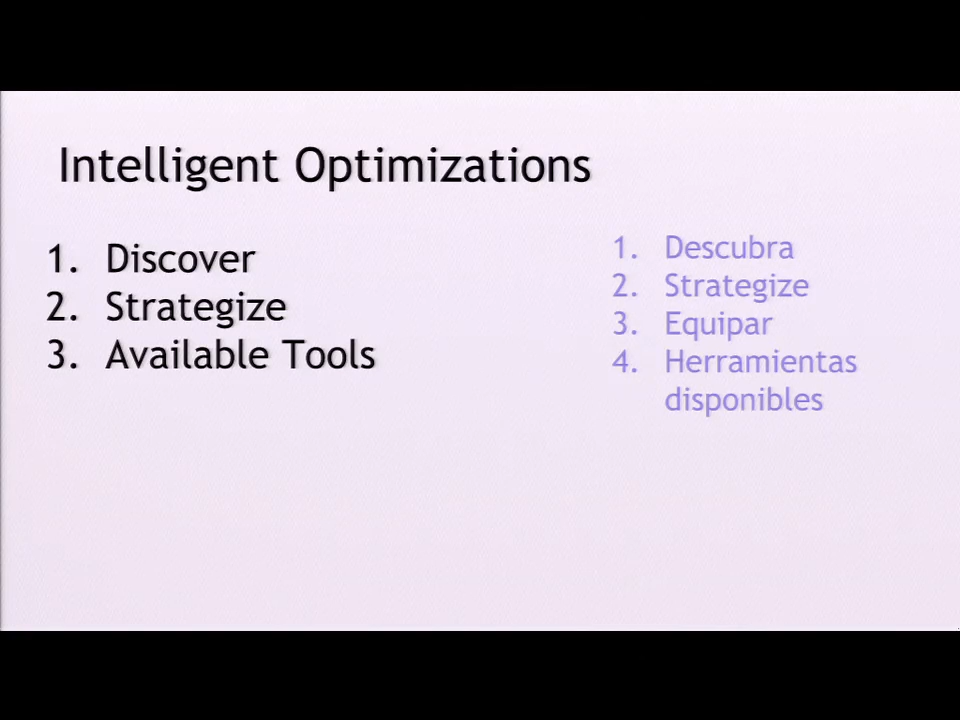 Intelligent Optimizations
1. Discover
2. Strategize
3. Available Tools
1. Descubra
2. Strategize
3. Equipar
4. Herramientas
disponibles